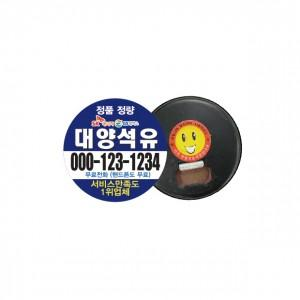 정품 정량
대양석유
000-123-1234
무료전화 (핸드폰도 무료)
서비스만족도
1위업체